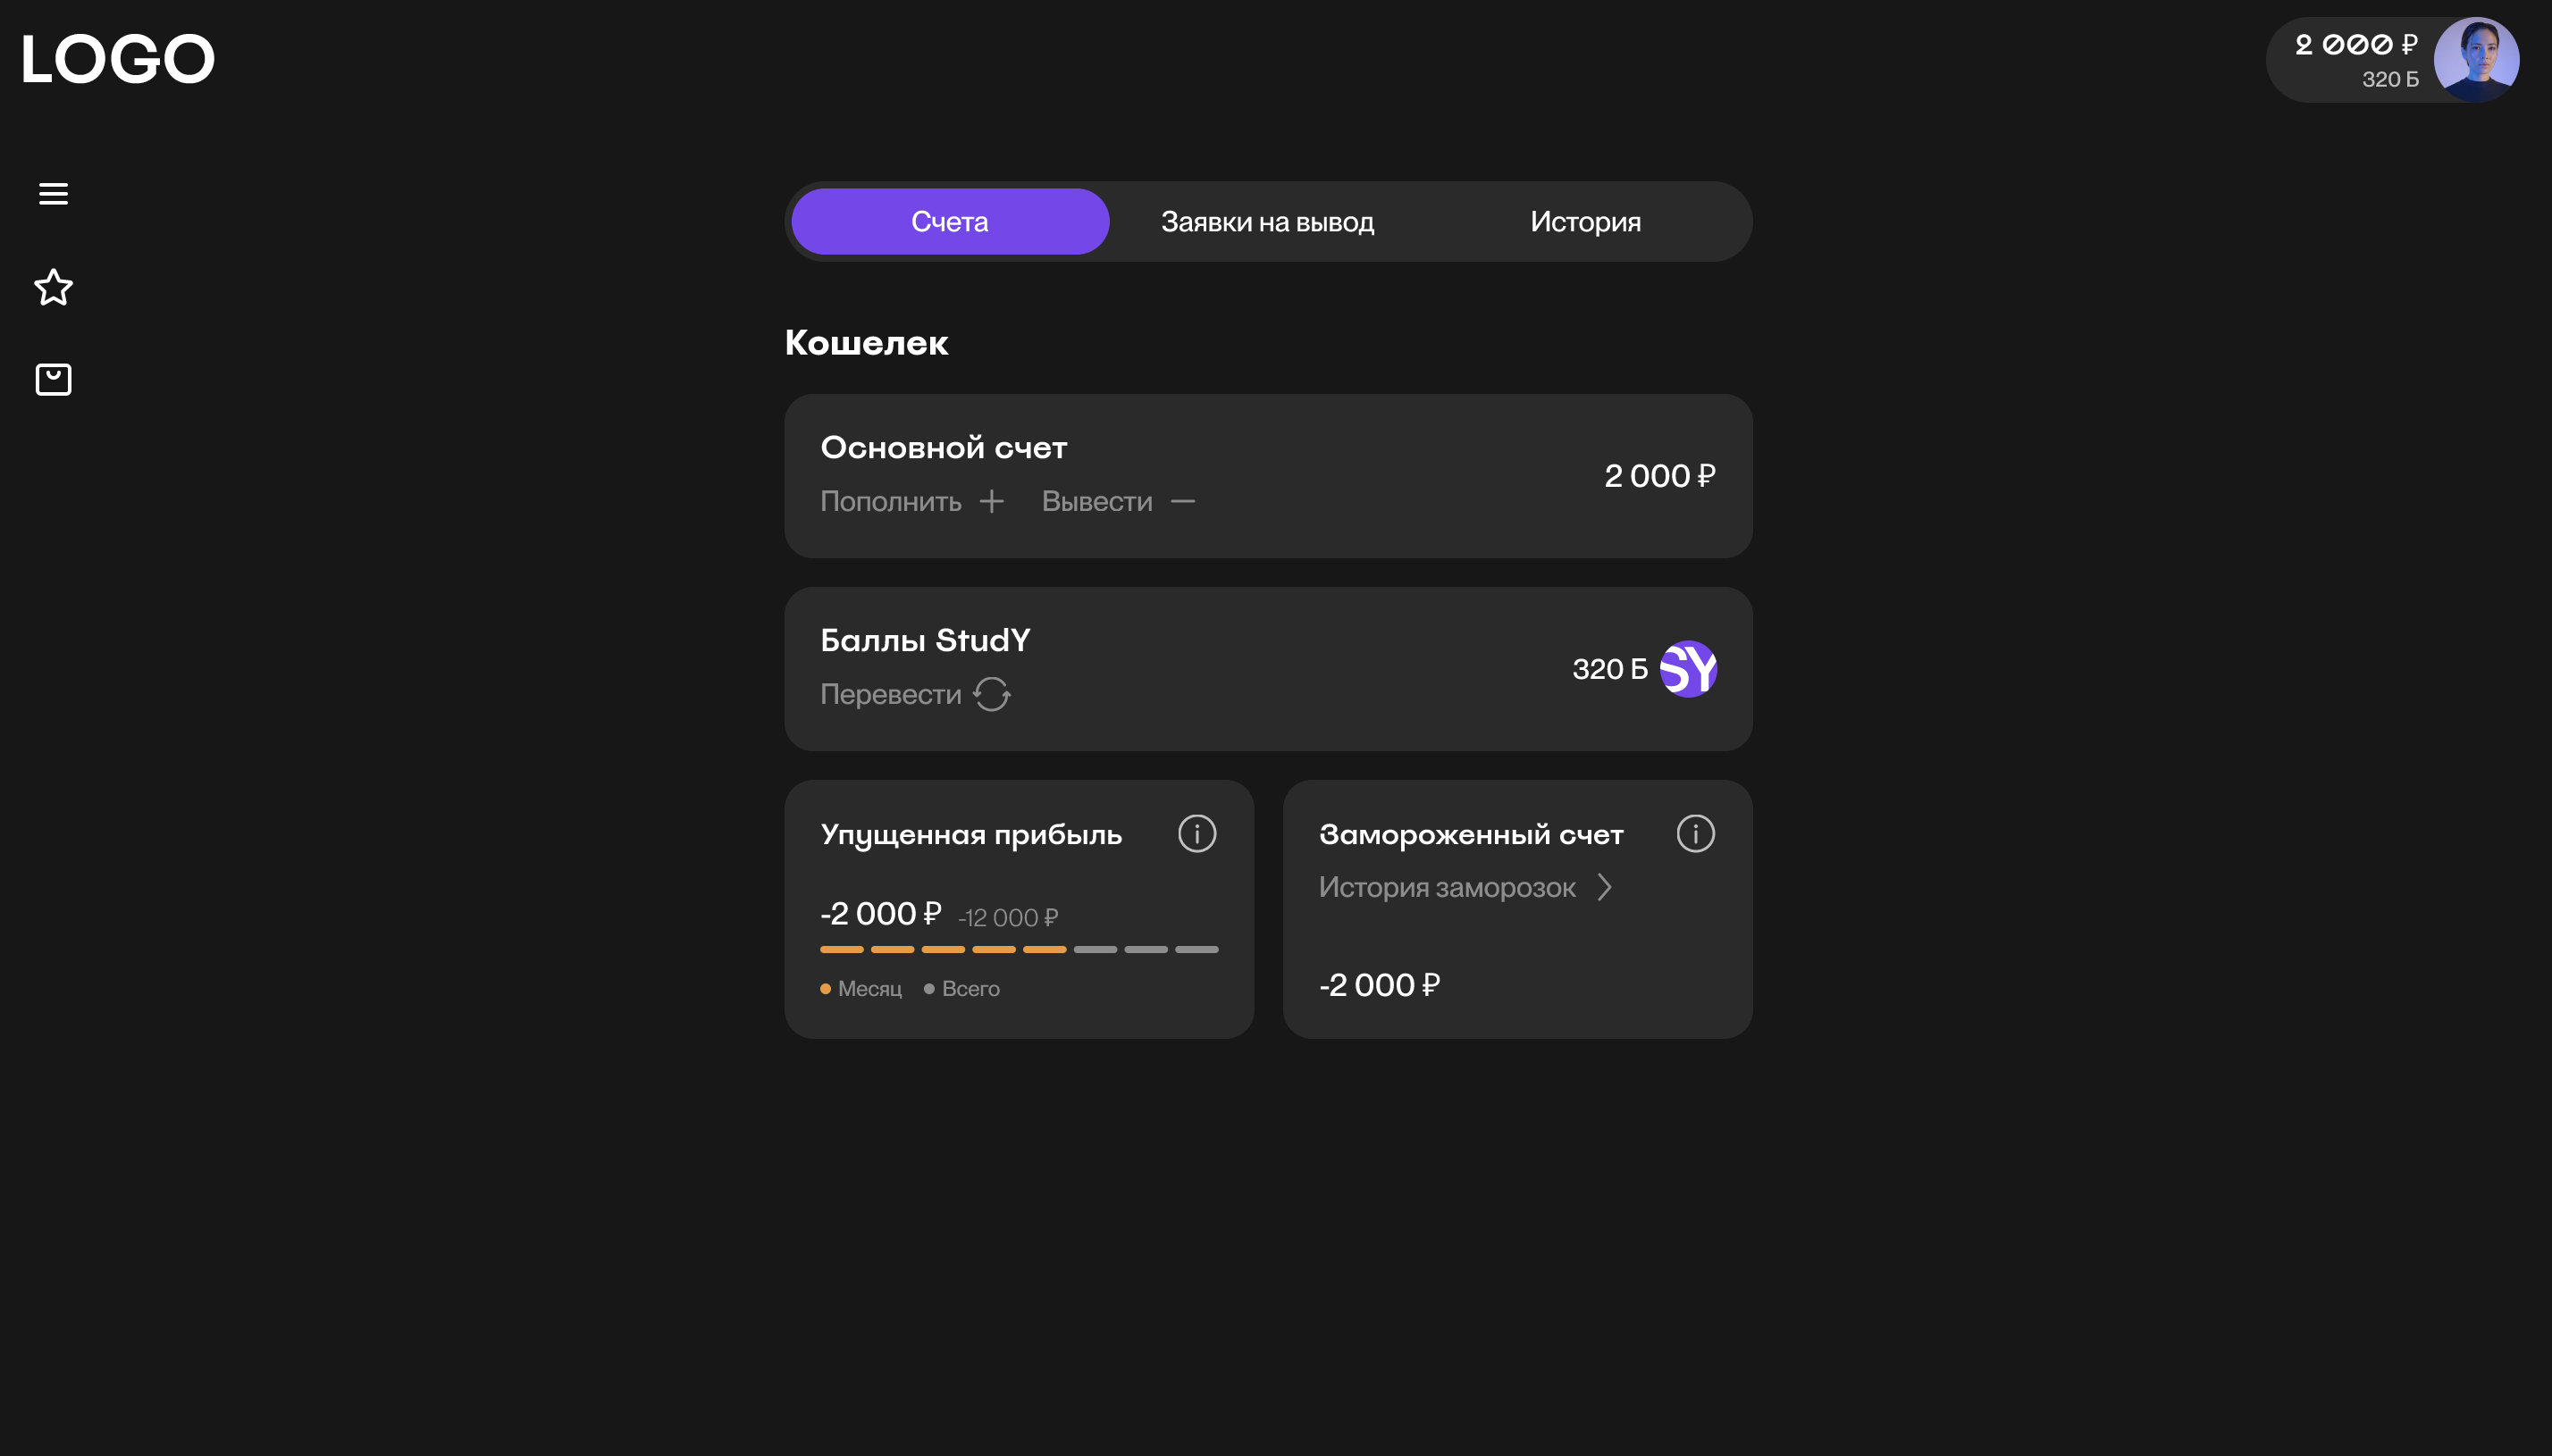 LOGO
2 000 ₽
320 Б
Счета
Заявки на вывод
История
Кошелек
Основной счет
Пополнить
Вывести
2 000 ₽
Баллы StudY
Перевести
320 Б
SY
Упущенная прибыль
-2 000 ₽ -12 000 ₽
Месяц Всего
Замороженный счет
История заморозок
-2 000 ₽